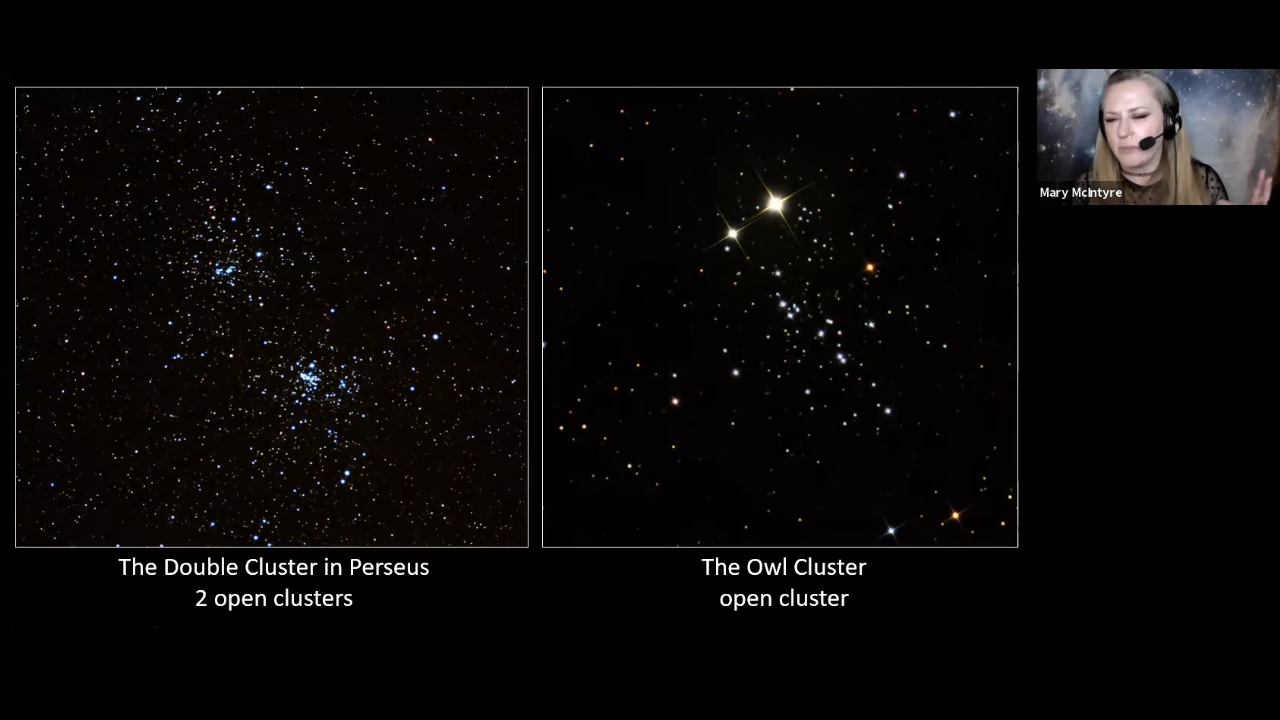 Mary McIntyre
The Double Cluster in Perseus
2 open clusters
The Owl Cluster
open cluster